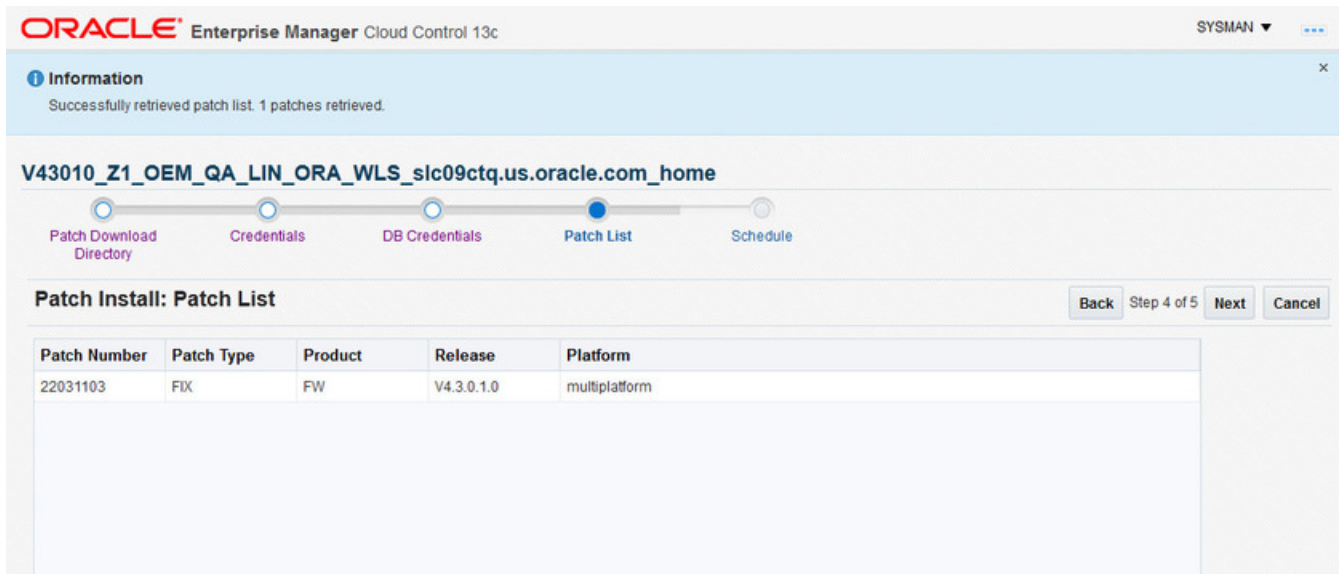 ORACLE Enterprise Manager Cloud Control 13c SYSMAN
Information
Successfully retrieved patch list. 1 patches retrieved.
V43010_Z1_OEM_QA_LIN_ORA_WLS_slc09ctq.us.oracle.com_home
Patch Download Directory Credentials DB Credentials Patch List Schedule
Patch Install: Patch List Back Step 4 of 5 Next Cancel
Patch Number Patch Type Product Release Platform
22031103 FIX FW V4.3.0.1.0 multiplatform